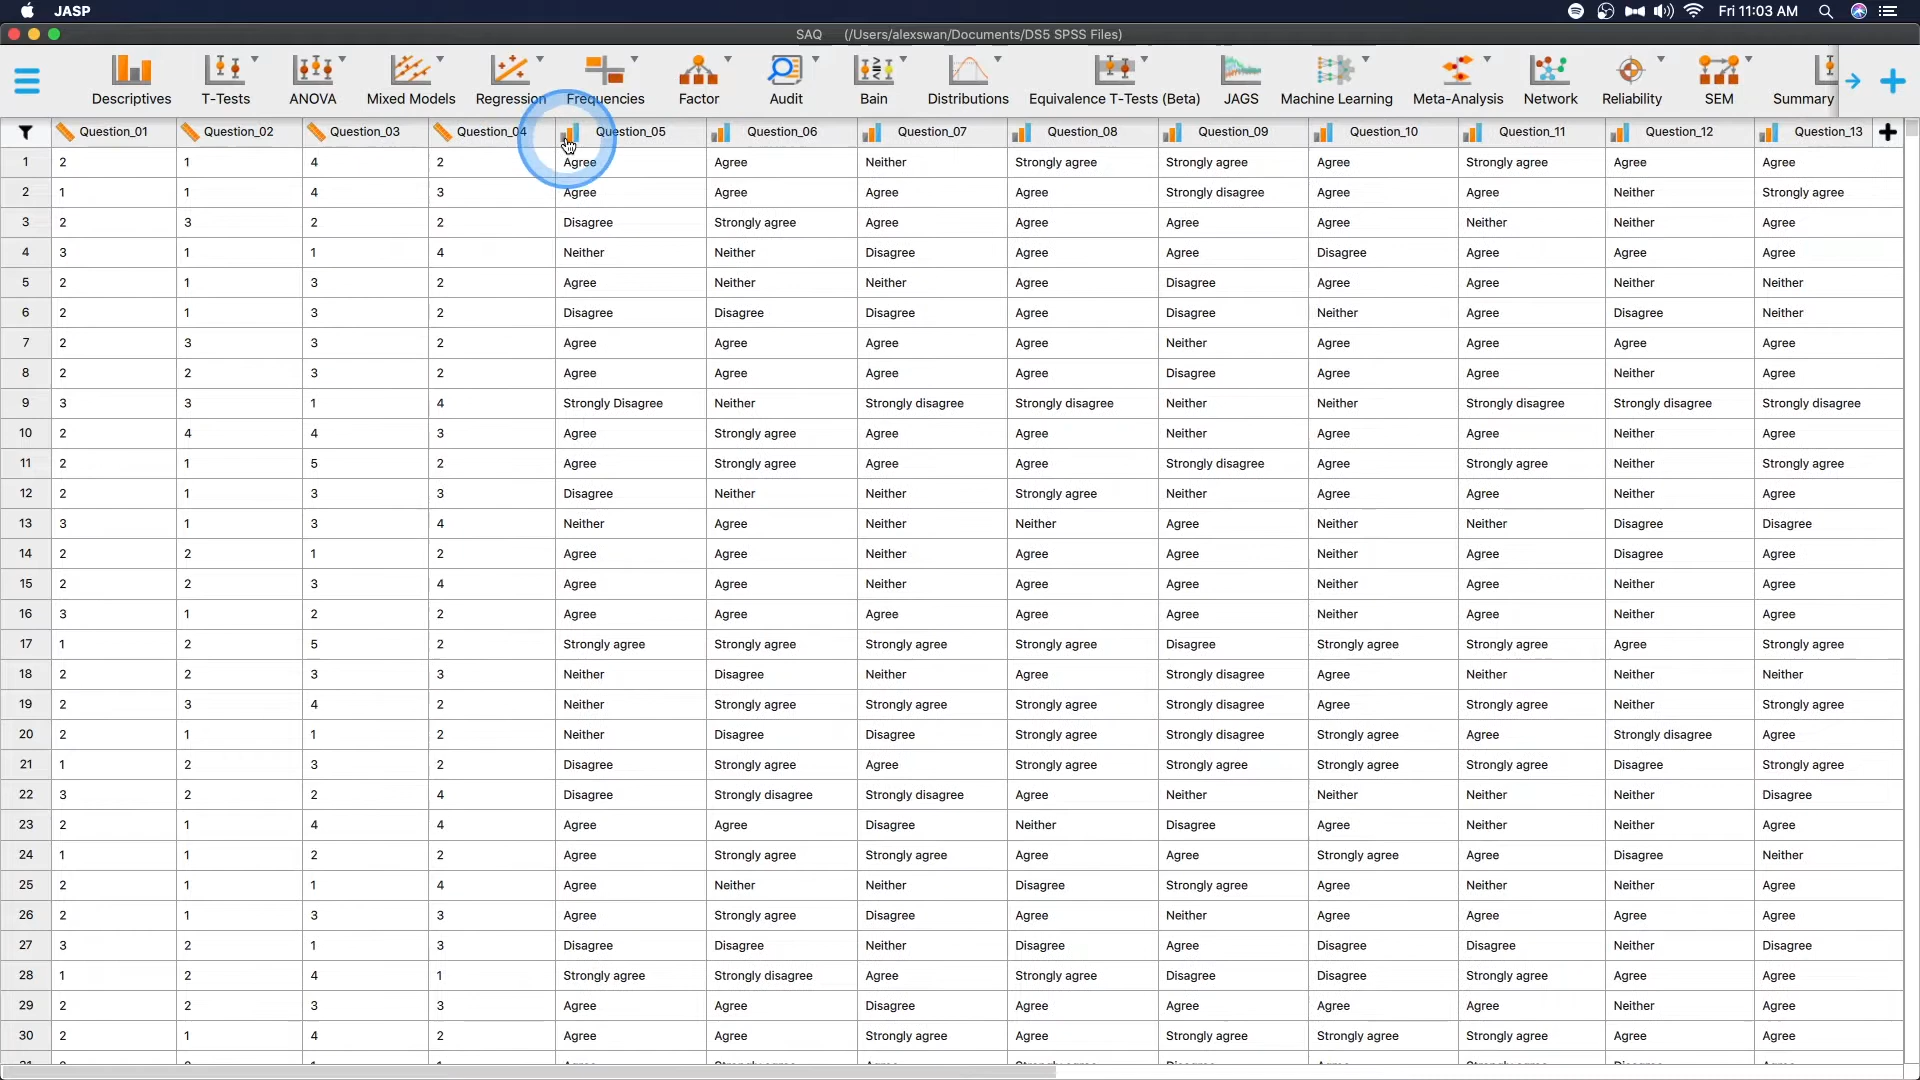 JASP Fri 11:03 AM
SAQ (/Users/alexswan/Documents/DS5 SPSS Files)
Descriptives T-Tests ANOVA Mixed Models Regression Frequencies Factor Audit Bain Distributions Equivalence T-Tests (Beta) JAGS Machine Learning Meta-Analysis Network Reliability SEM Summary
Question_01 Question_02 Question_03 Question_04 Question_05 Question_06 Question_07 Question_08 Question_09 Question_10 Question_11 Question_12 Question_13
1 2 1 4 2 Agree Agree Neither Strongly agree Strongly agree Agree Strongly agree Agree Agree
2 1 1 4 3 Agree Agree Agree Agree Strongly disagree Agree Agree Neither Strongly agree
3 2 3 2 2 Disagree Strongly agree Agree Agree Agree Agree Neither Neither Agree
4 3 1 1 4 Neither Neither Disagree Agree Agree Disagree Agree Agree Agree
5 2 1 3 2 Agree Neither Neither Agree Disagree Agree Agree Neither Neither
6 2 1 3 2 Disagree Disagree Disagree Agree Disagree Neither Agree Disagree Neither
7 2 3 3 2 Agree Agree Agree Agree Neither Agree Agree Agree Agree
8 2 2 3 2 Agree Agree Agree Agree Disagree Agree Agree Neither Agree
9 3 3 1 4 Strongly Disagree Neither Strongly disagree Strongly disagree Neither Neither Strongly disagree Strongly disagree Strongly disagree
10 2 4 4 3 Agree Strongly agree Agree Agree Neither Agree Agree Neither Agree
11 2 1 5 2 Agree Strongly agree Agree Agree Strongly disagree Agree Strongly agree Neither Strongly agree
12 2 1 3 3 Disagree Neither Neither Strongly agree Neither Agree Agree Neither Agree
13 3 1 3 4 Neither Agree Neither Neither Agree Neither Neither Disagree Disagree
14 2 2 1 2 Agree Agree Neither Agree Agree Neither Agree Disagree Agree
15 2 2 3 4 Agree Agree Neither Agree Agree Neither Agree Neither Agree
16 3 1 2 2 Agree Agree Agree Agree Agree Neither Agree Neither Agree
17 1 2 5 2 Strongly agree Strongly agree Strongly agree Strongly agree Disagree Strongly agree Strongly agree Agree Strongly agree
18 2 2 3 3 Neither Disagree Neither Agree Strongly disagree Agree Neither Neither Neither
19 2 3 4 2 Neither Strongly agree Strongly agree Strongly agree Strongly disagree Agree Strongly agree Neither Strongly agree
20 2 1 1 2 Neither Disagree Disagree Strongly agree Strongly disagree Strongly agree Agree Strongly disagree Agree
21 1 2 3 2 Disagree Strongly agree Agree Strongly agree Strongly agree Strongly agree Strongly agree Disagree Strongly agree
22 3 2 2 4 Disagree Strongly disagree Strongly disagree Agree Neither Neither Neither Neither Disagree
23 2 1 4 4 Agree Agree Disagree Neither Disagree Agree Neither Neither Agree
24 1 1 2 2 Agree Strongly agree Strongly agree Agree Agree Strongly agree Agree Disagree Neither
25 2 1 1 4 Agree Neither Neither Disagree Strongly agree Agree Neither Neither Agree
26 2 1 3 3 Agree Strongly agree Disagree Agree Neither Agree Agree Agree Agree
27 3 2 1 3 Disagree Disagree Neither Disagree Agree Disagree Disagree Neither Disagree
28 1 2 4 1 Strongly agree Strongly disagree Agree Strongly agree Disagree Disagree Strongly agree Agree Agree
29 2 2 3 3 Agree Agree Disagree Agree Agree Agree Agree Neither Agree
30 2 1 4 2 Agree Agree Strongly agree Agree Strongly agree Strongly agree Strongly agree Agree Agree